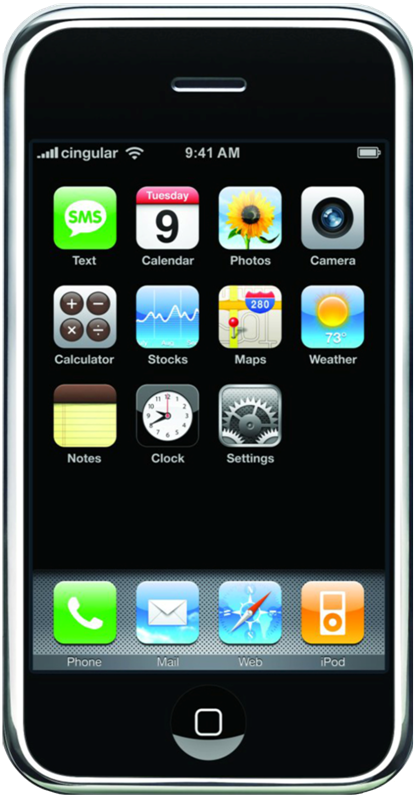 cingular 9:41 AM
SMS Tuesday 9
Text Calendar Photos Camera
280 73°
Calculator Stocks Maps Weather
Notes Clock Settings
Phone Mail Web iPod